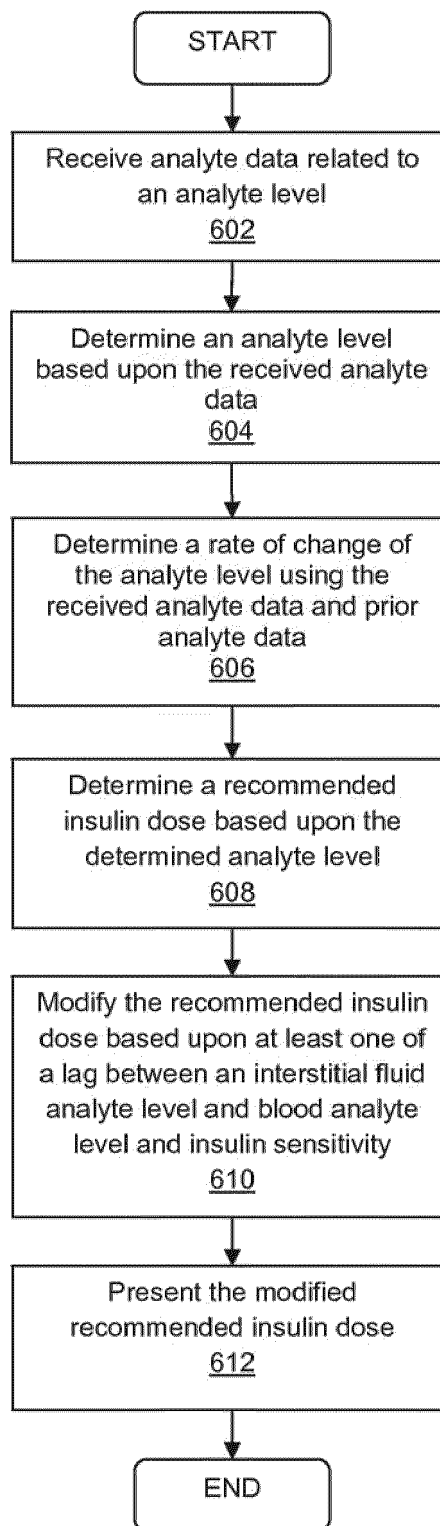 START
Receive analyte data related to
an analyte level
602
Determine an analyte level
based upon the received analyte
data
604
Determine a rate of change of
the analyte level using the
received analyte data and prior
analyte data
606
Determine a recommended
insulin dose based upon the
determined analyte level
608
Modify the recommended insulin
dose based upon at least one of
a lag between an interstitial fluid
analyte level and blood analyte
level and insulin sensitivity
610
Present the modified
recommended insulin dose
612
END